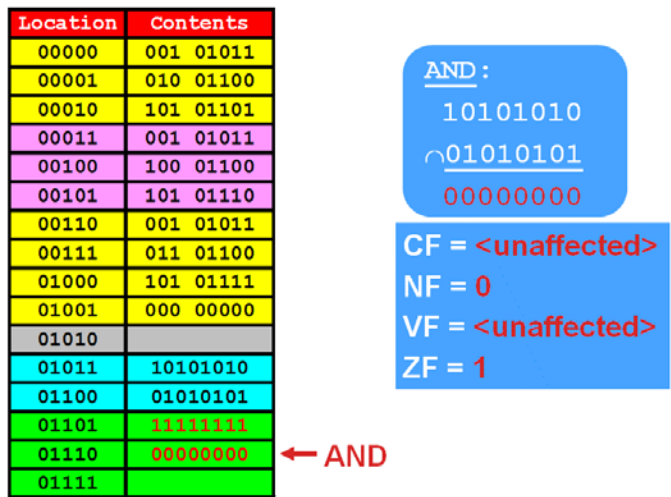 Location Contents
00000 001 01011
00001 010 01100
00010 101 01101
00011 001 01011
00100 100 01100
00101 101 01110
00110 001 01011
00111 011 01100
01000 101 01111
01001 000 00000
01010
01011 10101010
01100 01010101
01101 11111111
01110 00000000 ← AND
01111
AND:
10101010
∩01010101
00000000
CF = <unaffected>
NF = 0
VF = <unaffected>
ZF = 1